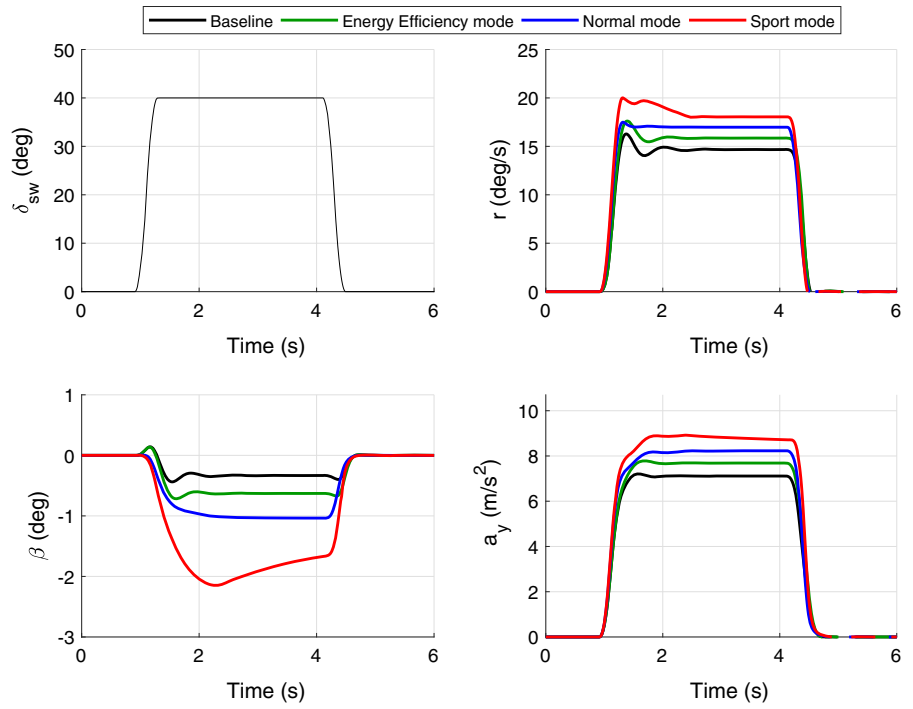 Baseline Energy Efficiency mode Normal mode Sport mode
50
40
30
20
10
0
δsw (deg)
0 2 4 6
Time (s)
25
20
15
10
5
0
r (deg/s)
0 2 4 6
Time (s)
1
0
-1
-2
-3
β (deg)
0 2 4 6
Time (s)
10
8
6
4
2
0
ay (m/s²)
0 2 4 6
Time (s)